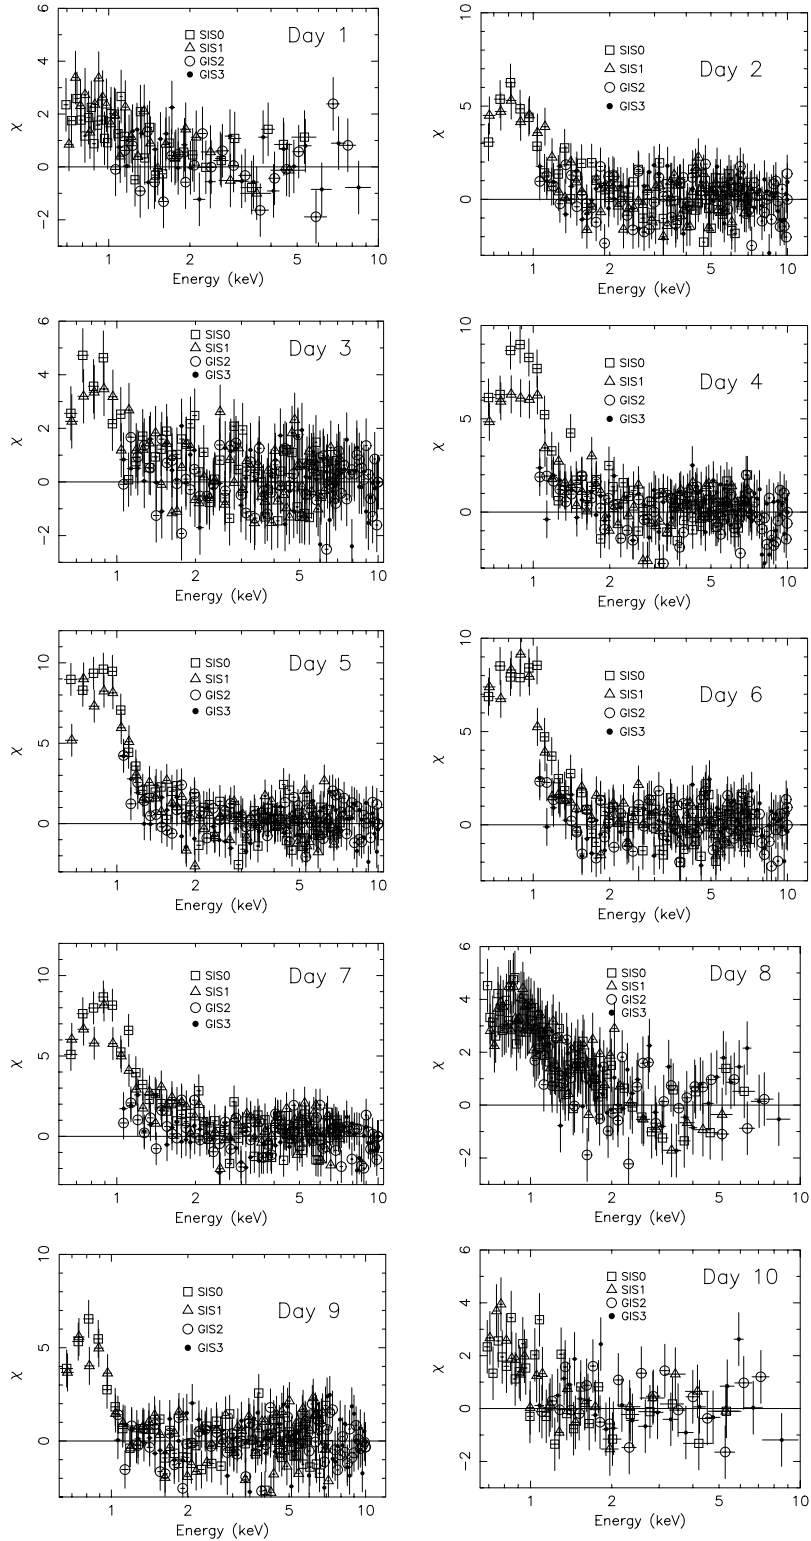 Day 1
SIS0
SIS1
GIS2
GIS3
6
4
2
0
−2
χ
1
2
5
10
Energy (keV)
Day 2
SIS0
SIS1
GIS2
GIS3
10
5
0
χ
1
2
5
10
Energy (keV)
Day 3
SIS0
SIS1
GIS2
GIS3
6
4
2
0
−2
χ
1
2
5
10
Energy (keV)
Day 4
SIS0
SIS1
GIS2
GIS3
10
5
0
χ
1
2
5
10
Energy (keV)
Day 5
SIS0
SIS1
GIS2
GIS3
10
5
0
χ
1
2
5
10
Energy (keV)
Day 6
SIS0
SIS1
GIS2
GIS3
10
5
0
χ
1
2
5
10
Energy (keV)
Day 7
SIS0
SIS1
GIS2
GIS3
10
5
0
χ
1
2
5
10
Energy (keV)
Day 8
SIS0
SIS1
GIS2
GIS3
6
4
2
0
−2
χ
1
2
5
10
Energy (keV)
Day 9
SIS0
SIS1
GIS2
GIS3
10
5
0
χ
1
2
5
10
Energy (keV)
Day 10
SIS0
SIS1
GIS2
GIS3
6
4
2
0
−2
χ
1
2
5
10
Energy (keV)